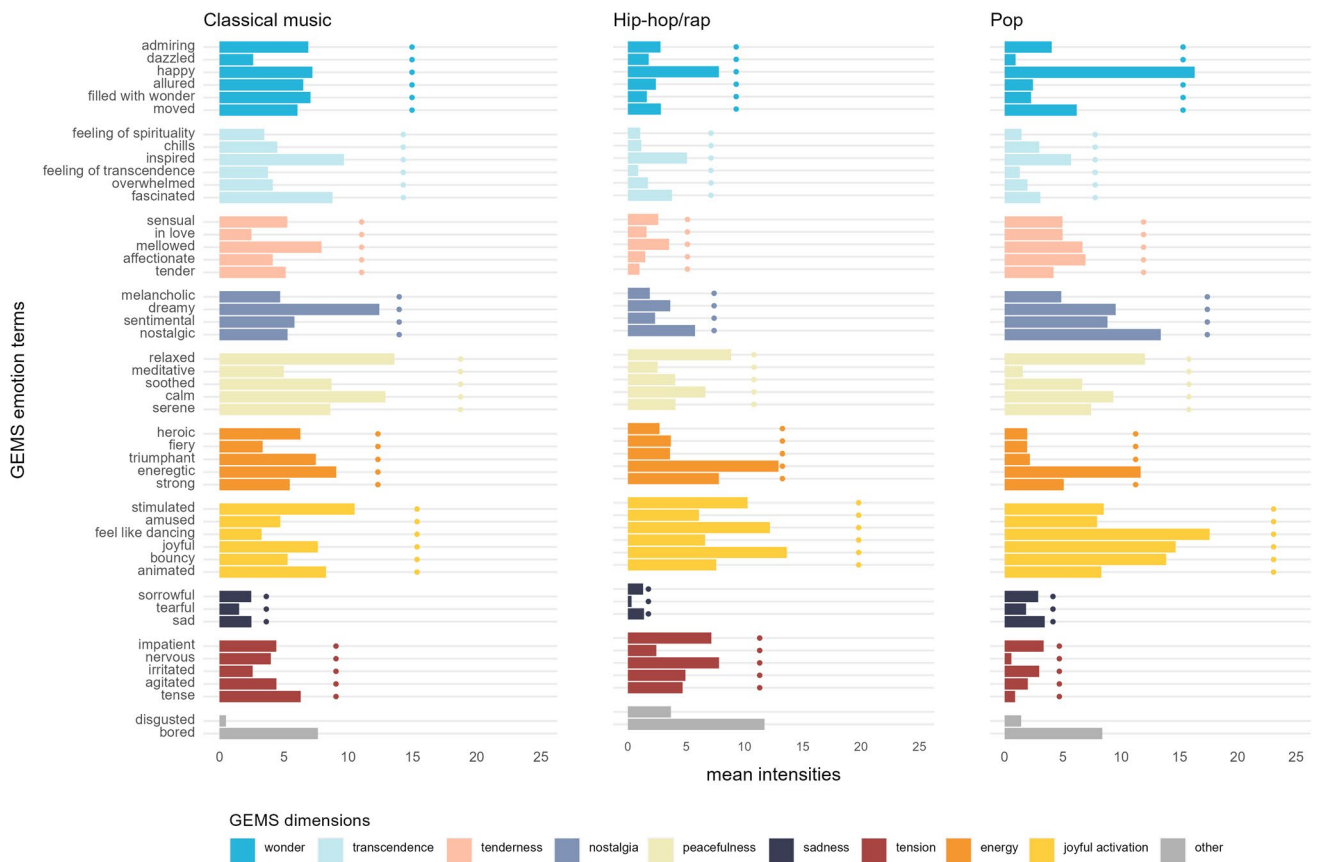 Classical music
Hip-hop/rap
Pop
GEMS emotion terms
admiring
dazzled
happy
allured
filled with wonder
moved
feeling of spirituality
chills
inspired
feeling of transcendence
overwhelmed
fascinated
sensual
in love
mellowed
affectionate
tender
melancholic
dreamy
sentimental
nostalgic
relaxed
meditative
soothed
calm
serene
heroic
fiery
triumphant
eneregtic
strong
stimulated
amused
feel like dancing
joyful
bouncy
animated
sorrowful
tearful
sad
impatient
nervous
irritated
agitated
tense
disgusted
bored
0 5 10 15 20 25
0 5 10 15 20 25
0 5 10 15 20 25
mean intensities
GEMS dimensions
wonder transcendence tenderness nostalgia peacefulness sadness tension energy joyful activation other